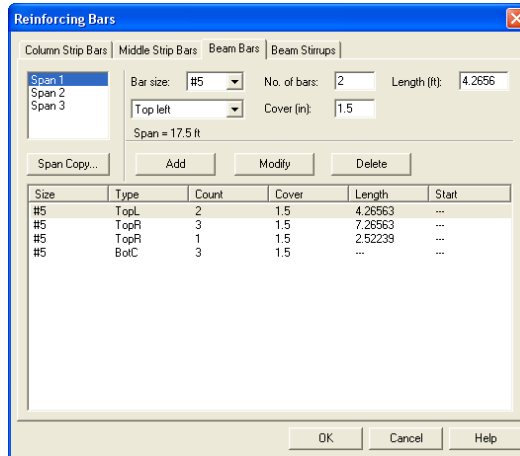 Reinforcing Bars
Column Strip Bars Middle Strip Bars Beam Bars Beam Stirrups
Span 1
Span 2
Span 3
Bar size: #5 No. of bars: 2 Length (ft): 4.2656
Top left Cover (in): 1.5
Span = 17.5 ft
Span Copy... Add Modify Delete
Size Type Count Cover Length Start
#5 TopL 2 1.5 4.26563 ---
#5 TopR 3 1.5 7.26563 ---
#5 TopR 1 1.5 2.52239 ---
#5 BotC 3 1.5 --- ---
OK Cancel Help